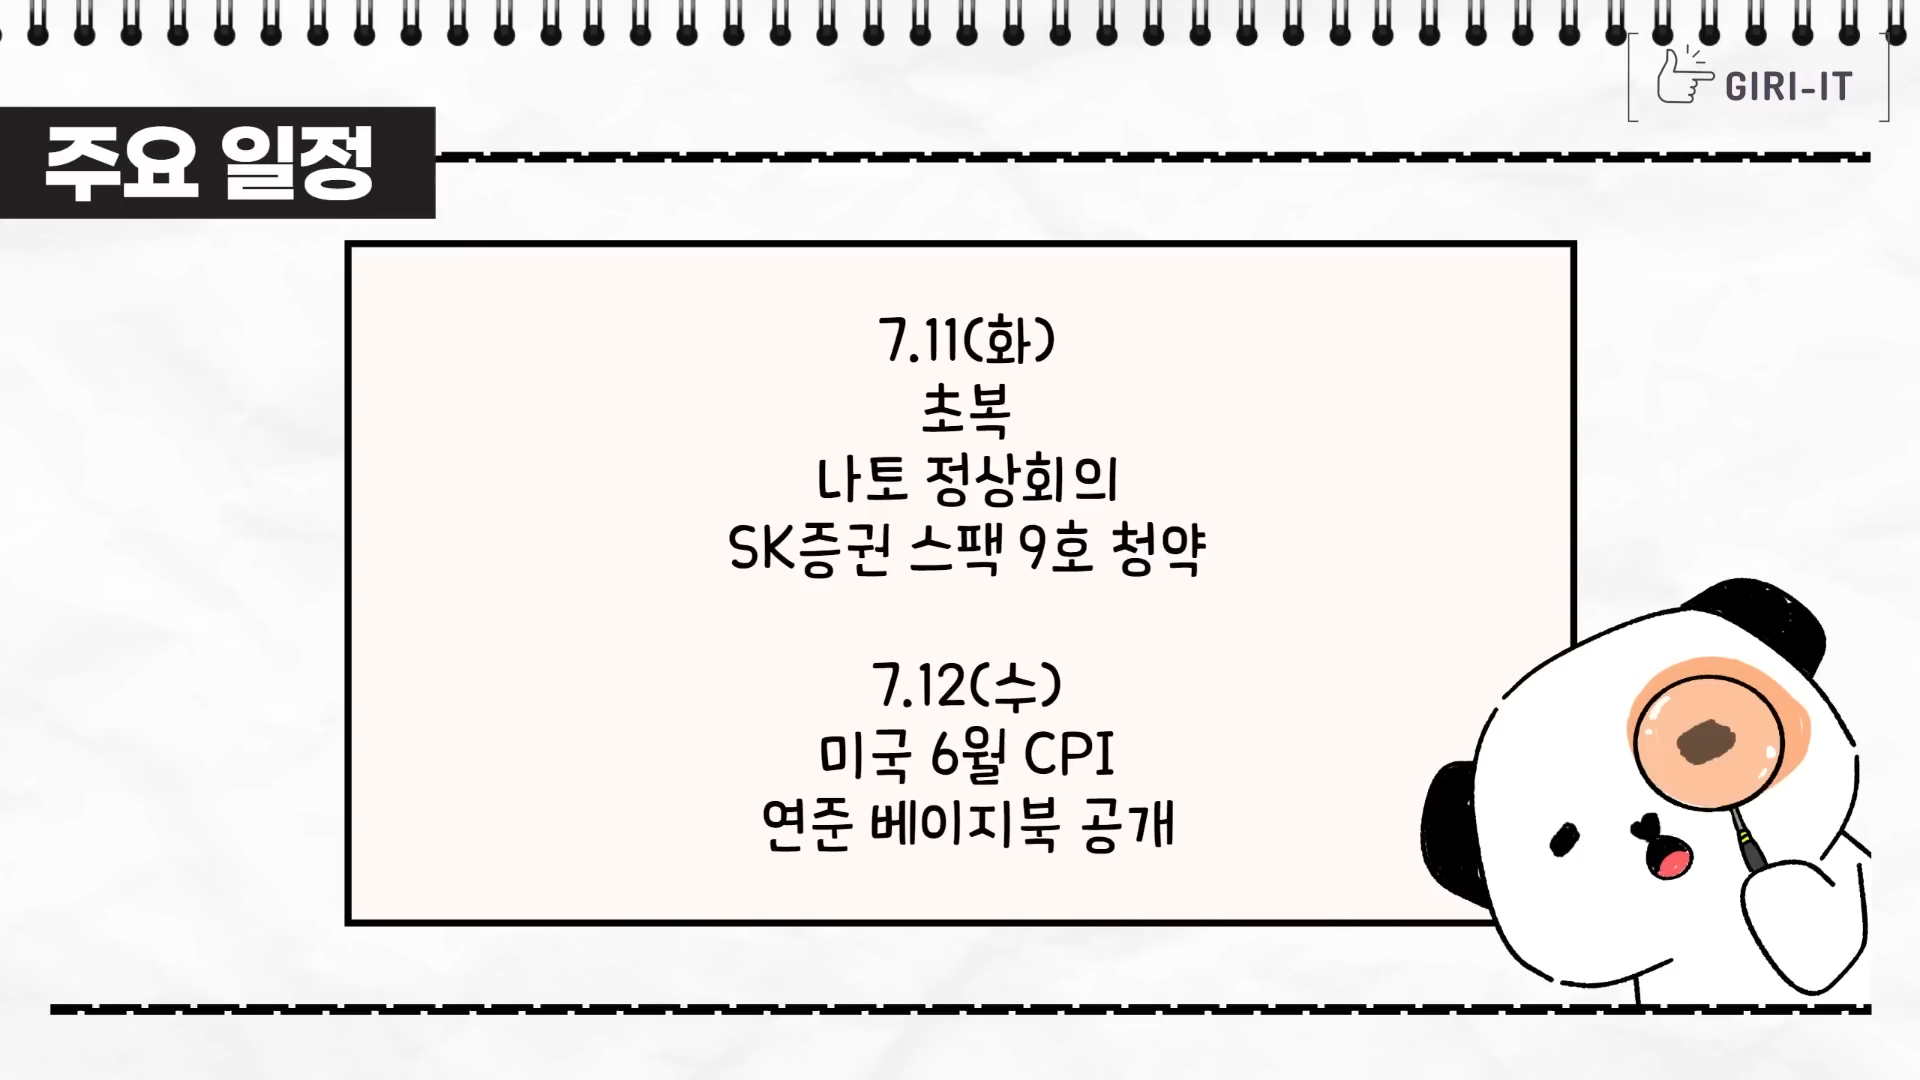 GIRI-IT
주요 일정
7.11(화)
초복
나토 정상회의
SK증권 스팩 9호 청약
7.12(수)
미국 6월 CPI
연준 베이지북 공개